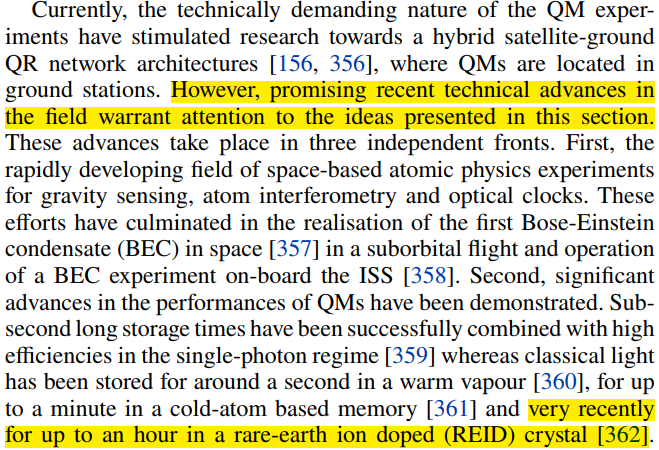 Currently, the technically demanding nature of the QM exper-
iments have stimulated research towards a hybrid satellite-ground
QR network architectures [156, 356], where QMs are located in
ground stations. However, promising recent technical advances in
the field warrant attention to the ideas presented in this section.
These advances take place in three independent fronts. First, the
rapidly developing field of space-based atomic physics experiments
for gravity sensing, atom interferometry and optical clocks. These
efforts have culminated in the realisation of the first Bose-Einstein
condensate (BEC) in space [357] in a suborbital flight and operation
of a BEC experiment on-board the ISS [358]. Second, significant
advances in the performances of QMs have been demonstrated. Sub-
second long storage times have been successfully combined with high
efficiencies in the single-photon regime [359] whereas classical light
has been stored for around a second in a warm vapour [360], for up
to a minute in a cold-atom based memory [361] and very recently
for up to an hour in a rare-earth ion doped (REID) crystal [362].